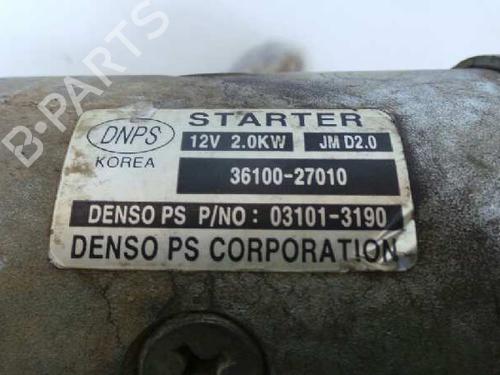 B-PARTS
DNPS
KOREA
STARTER
12V 2.0KW JM D2.0
36100-27010
DENSO PS P/NO : 03101-3190
DENSO PS CORPORATION